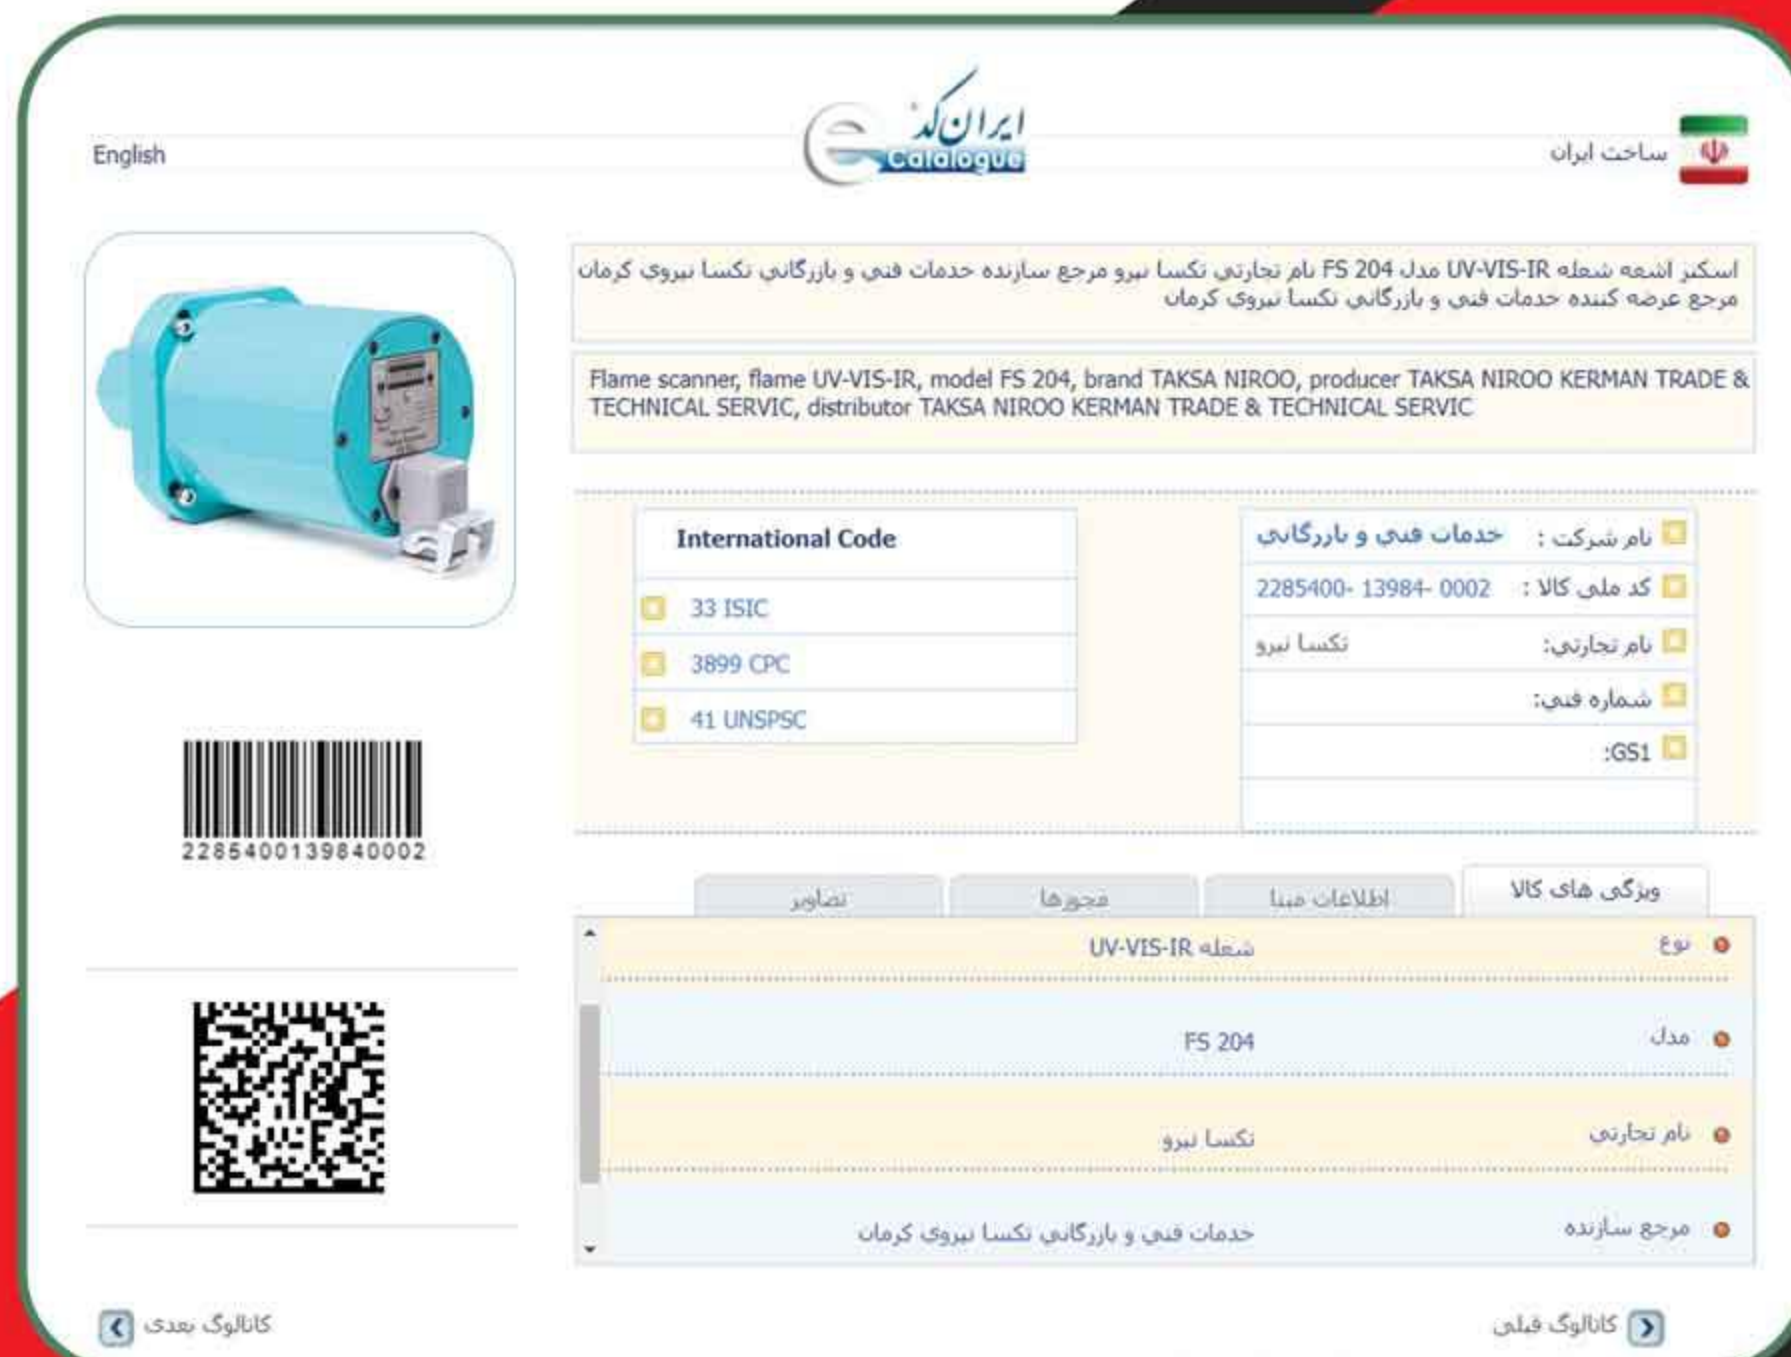 English
ایران کد
Catalogue
ساخت ایران
اسکنر اشعه شعله UV-VIS-IR مدل FS 204 نام تجارتی تکسا نیرو مرجع سازنده خدمات فنی و بازرگانی تکسا نیروی کرمان
مرجع عرضه کننده خدمات فنی و بازرگانی تکسا نیروی کرمان
Flame scanner, flame UV-VIS-IR, model FS 204, brand TAKSA NIROO, producer TAKSA NIROO KERMAN TRADE &
TECHNICAL SERVIC, distributor TAKSA NIROO KERMAN TRADE & TECHNICAL SERVIC
نام شرکت : خدمات فنی و بازرگانی
کد ملی کالا : 2285400- 13984- 0002
نام تجارتی: تکسا نیرو
شماره فنی:
GS1:
International Code
33 ISIC
3899 CPC
41 UNSPSC
2285400139840002
ویژگی های کالا
اطلاعات مبنا
مجوزها
تصاویر
نوع شعله UV-VIS-IR
مدل FS 204
نام تجارتی تکسا نیرو
مرجع سازنده خدمات فنی و بازرگانی تکسا نیروی کرمان
کاتالوگ قبلی
کاتالوگ بعدی